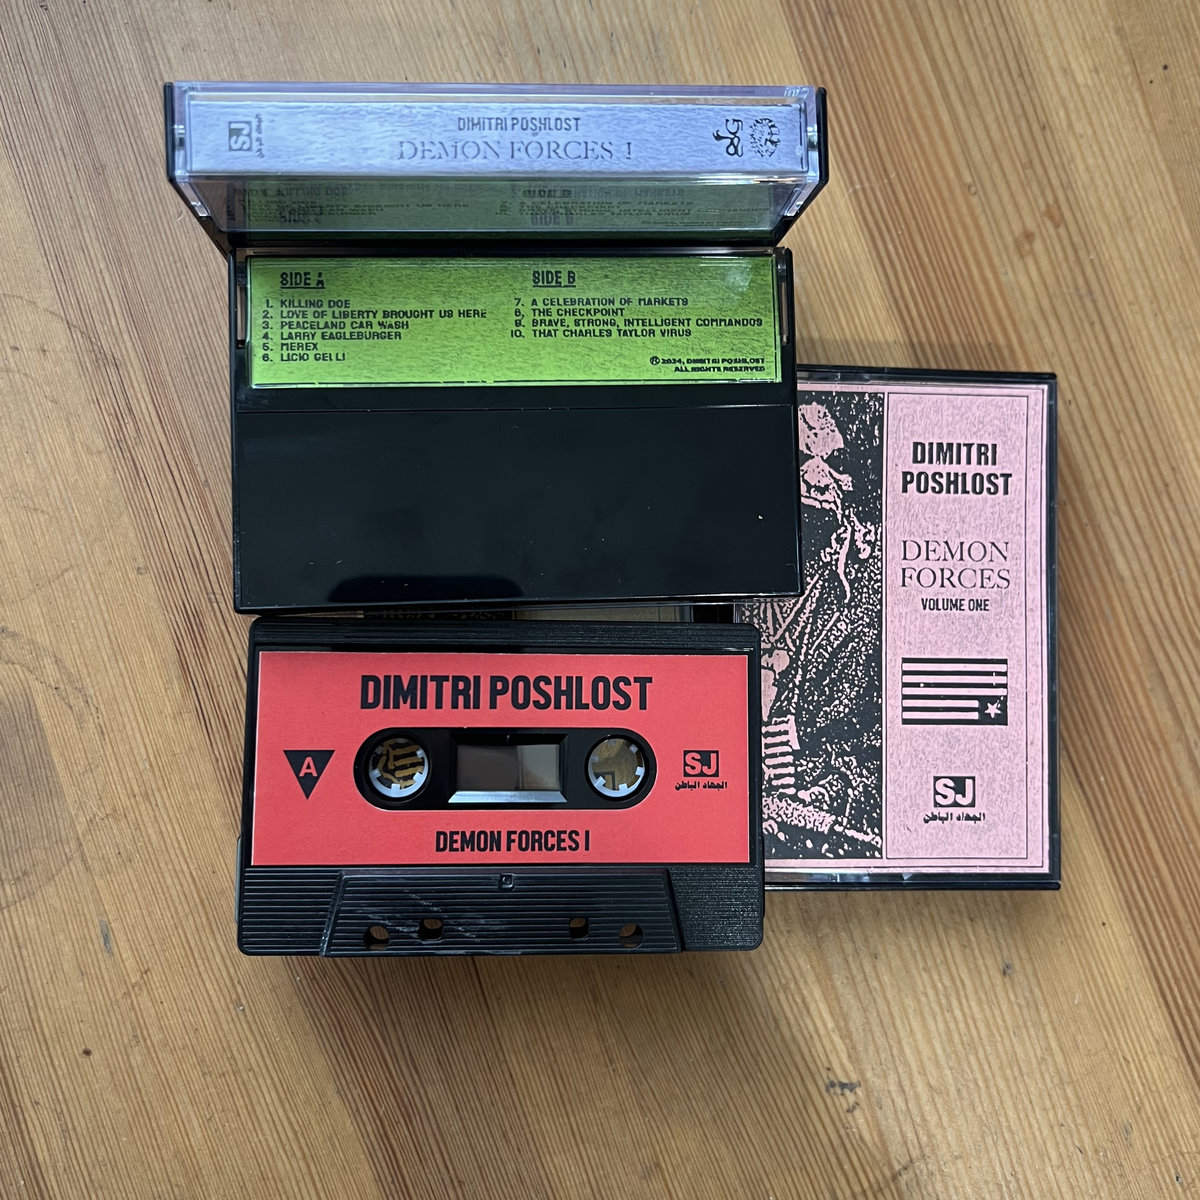 SJ
DIMITRI POSHLOST
DEMON FORCES I
SIDE A
1. KILLING DOE
2. LOVE OF LIBERTY BROUGHT US HERE
3. PEACELAND CAR WASH
4. LARRY EAGLEBURGER
5. MEREX
6. LICIO GELLI
SIDE B
7. A CELEBRATION OF MARKETS
8. THE CHECKPOINT
9. BRAVE, STRONG, INTELLIGENT COMMANDOS
10. THAT CHARLES TAYLOR VIRUS
℗ 2024, DIMITRI POSHLOST
ALL RIGHTS RESERVED
DIMITRI
POSHLOST
DEMON
FORCES
VOLUME ONE
SJ
الجهاد الباطن
DIMITRI POSHLOST
A
SJ
الجهاد الباطن
DEMON FORCES I